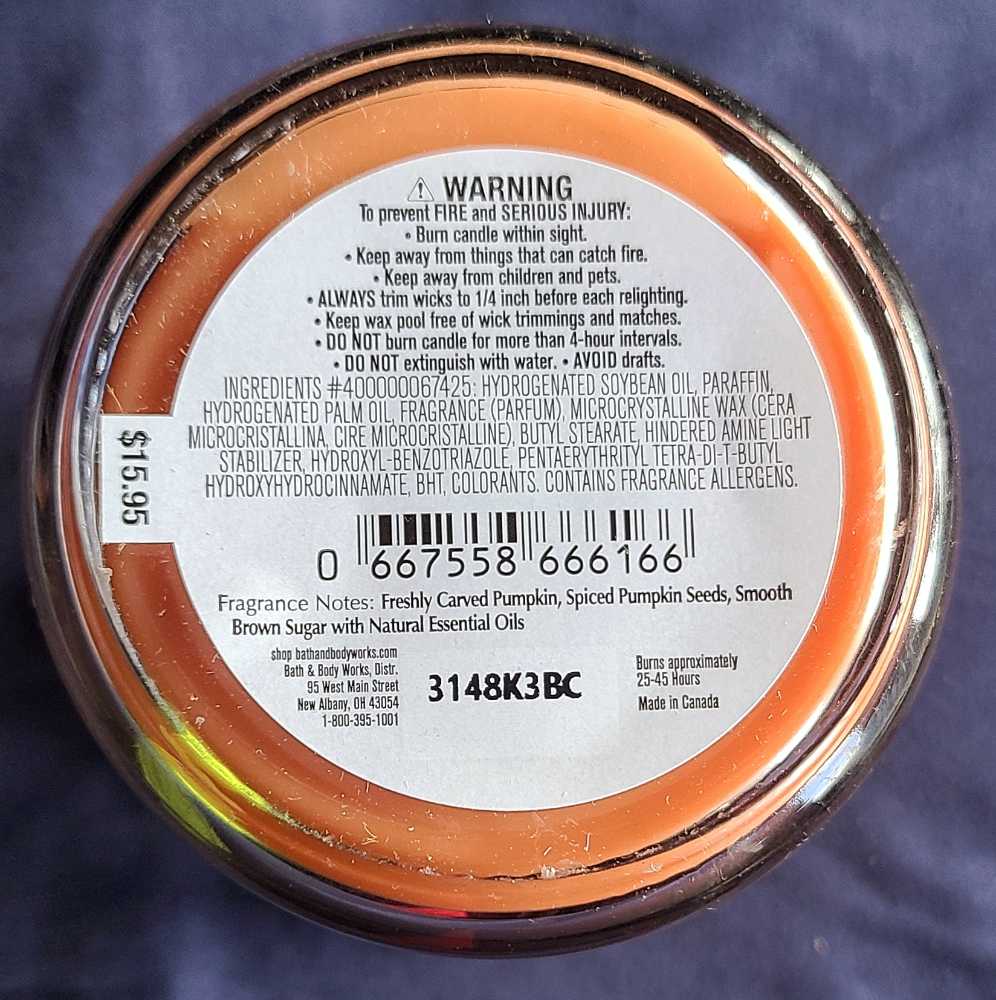 ⚠ WARNING
To prevent FIRE and SERIOUS INJURY:
• Burn candle within sight.
• Keep away from things that can catch fire.
• Keep away from children and pets.
• ALWAYS trim wicks to 1/4 inch before each relighting.
• Keep wax pool free of wick trimmings and matches.
• DO NOT burn candle for more than 4-hour intervals.
• DO NOT extinguish with water. • AVOID drafts.
INGREDIENTS #400000067425: HYDROGENATED SOYBEAN OIL, PARAFFIN,
HYDROGENATED PALM OIL, FRAGRANCE (PARFUM), MICROCRYSTALLINE WAX (CERA
MICROCRISTALLINA, CIRE MICROCRISTALLINE), BUTYL STEARATE, HINDERED AMINE LIGHT
STABILIZER, HYDROXYL-BENZOTRIAZOLE, PENTAERYTHRITYL TETRA-DI-T-BUTYL
HYDROXYHYDROCINNAMATE, BHT, COLORANTS. CONTAINS FRAGRANCE ALLERGENS.
$15.95
0 667558 666166
Fragrance Notes: Freshly Carved Pumpkin, Spiced Pumpkin Seeds, Smooth
Brown Sugar with Natural Essential Oils
shop bathandbodyworks.com
Bath & Body Works, Distr.
95 West Main Street
New Albany, OH 43054
1-800-395-1001
3148K3BC
Burns approximately
25-45 Hours
Made in Canada